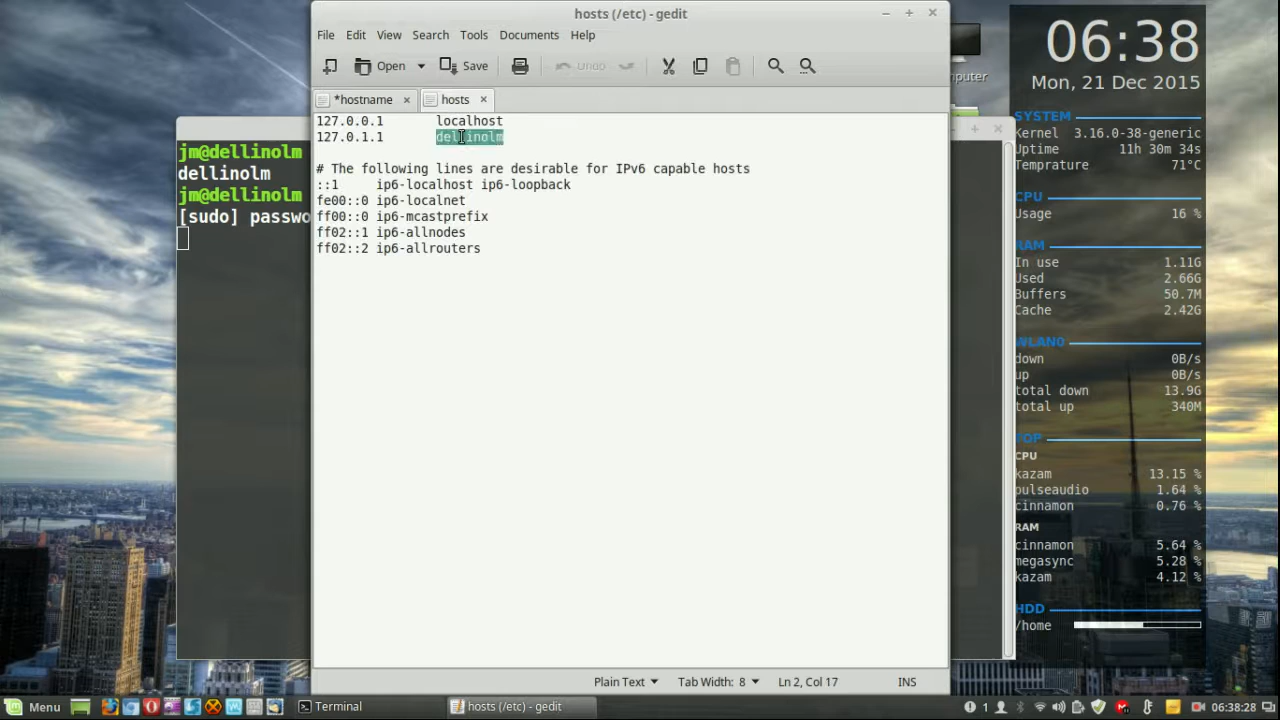 hosts (/etc) - gedit
File Edit View Search Tools Documents Help
Open Save Undo
*hostname hosts
127.0.0.1 localhost
127.0.1.1 dellinolm
# The following lines are desirable for IPv6 capable hosts
::1 ip6-localhost ip6-loopback
fe00::0 ip6-localnet
ff00::0 ip6-mcastprefix
ff02::1 ip6-allnodes
ff02::2 ip6-allrouters
Plain Text Tab Width: 8 Ln 2, Col 17 INS
jm@dellinolm
dellinolm
jm@dellinolm
[sudo] passwo
puter
06:38
Mon, 21 Dec 2015
SYSTEM
Kernel 3.16.0-38-generic
Uptime 11h 30m 34s
Temprature 71°C
CPU
Usage 16 %
RAM
In use 1.11G
Used 2.66G
Buffers 50.7M
Cache 2.42G
WLAN0
down 0B/s
up 0B/s
total down 13.9G
total up 340M
TOP
CPU
kazam 13.15 %
pulseaudio 1.64 %
cinnamon 0.76 %
RAM
cinnamon 5.64 %
megasync 5.28 %
kazam 4.12 %
HDD
/home
Menu Terminal hosts (/etc) - gedit 1 06:38:28